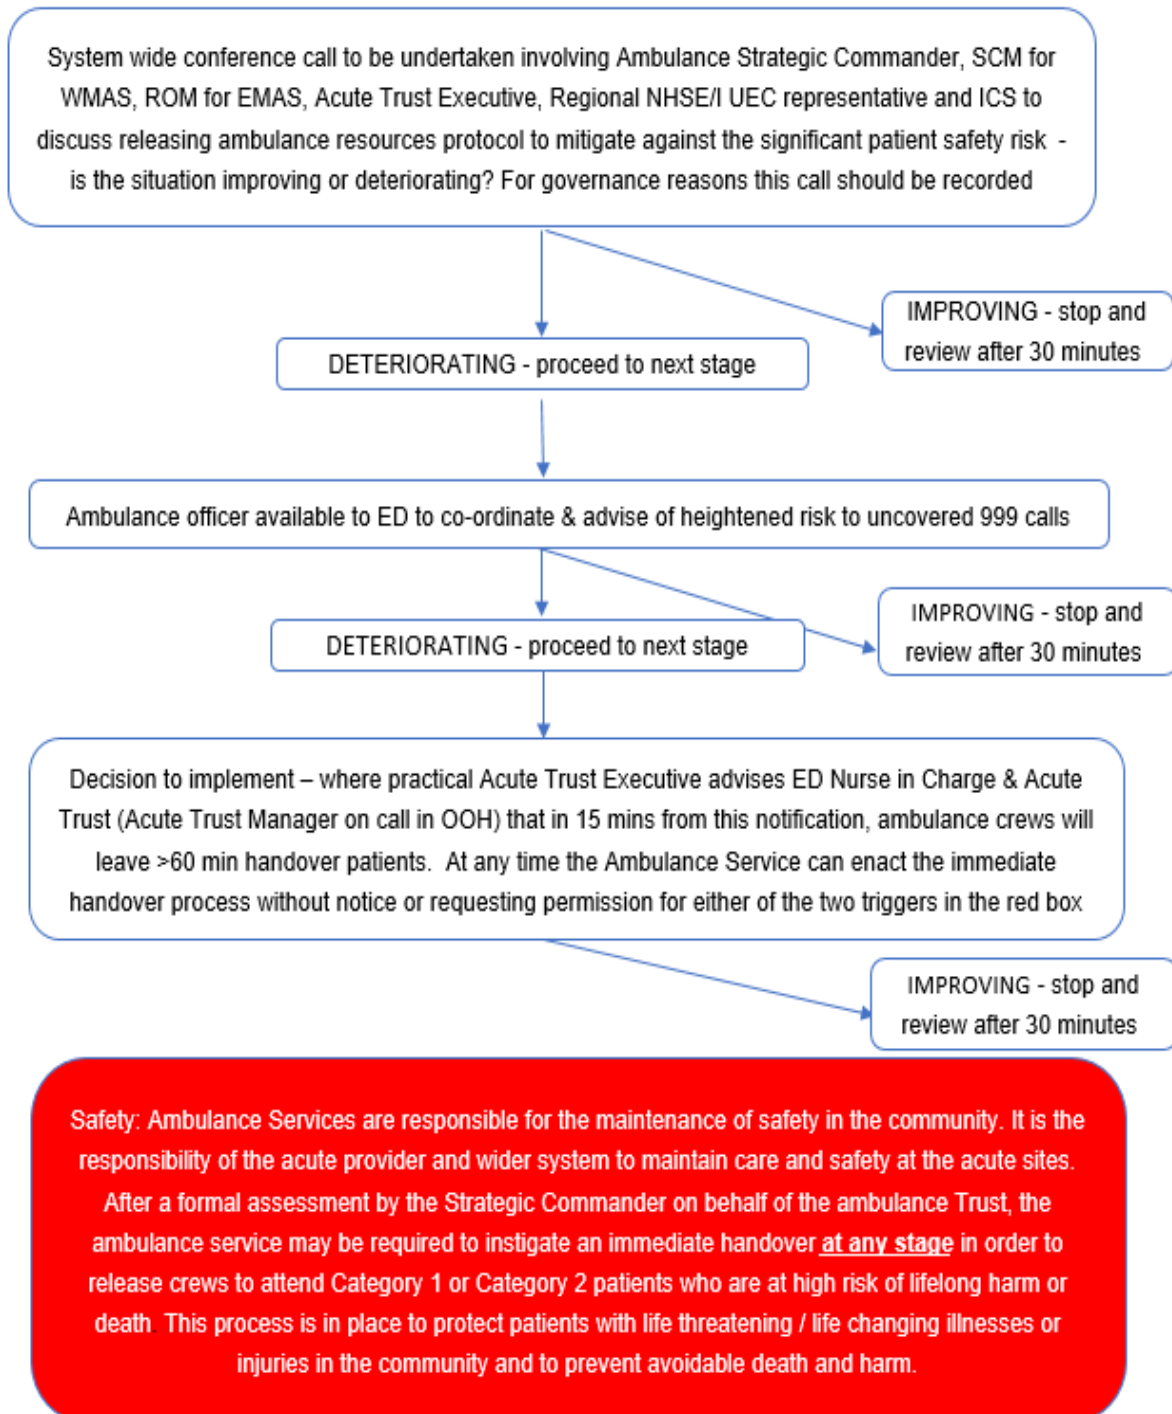 System wide conference call to be undertaken involving Ambulance Strategic Commander, SCM for
WMAS, ROM for EMAS, Acute Trust Executive, Regional NHSE/I UEC representative and ICS to
discuss releasing ambulance resources protocol to mitigate against the significant patient safety risk -
is the situation improving or deteriorating? For governance reasons this call should be recorded
IMPROVING - stop and
review after 30 minutes
DETERIORATING - proceed to next stage
Ambulance officer available to ED to co-ordinate & advise of heightened risk to uncovered 999 calls
IMPROVING - stop and
review after 30 minutes
DETERIORATING - proceed to next stage
Decision to implement – where practical Acute Trust Executive advises ED Nurse in Charge & Acute
Trust (Acute Trust Manager on call in OOH) that in 15 mins from this notification, ambulance crews will
leave >60 min handover patients. At any time the Ambulance Service can enact the immediate
handover process without notice or requesting permission for either of the two triggers in the red box
IMPROVING - stop and
review after 30 minutes
Safety: Ambulance Services are responsible for the maintenance of safety in the community. It is the
responsibility of the acute provider and wider system to maintain care and safety at the acute sites.
After a formal assessment by the Strategic Commander on behalf of the ambulance Trust, the
ambulance service may be required to instigate an immediate handover at any stage in order to
release crews to attend Category 1 or Category 2 patients who are at high risk of lifelong harm or
death. This process is in place to protect patients with life threatening / life changing illnesses or
injuries in the community and to prevent avoidable death and harm.